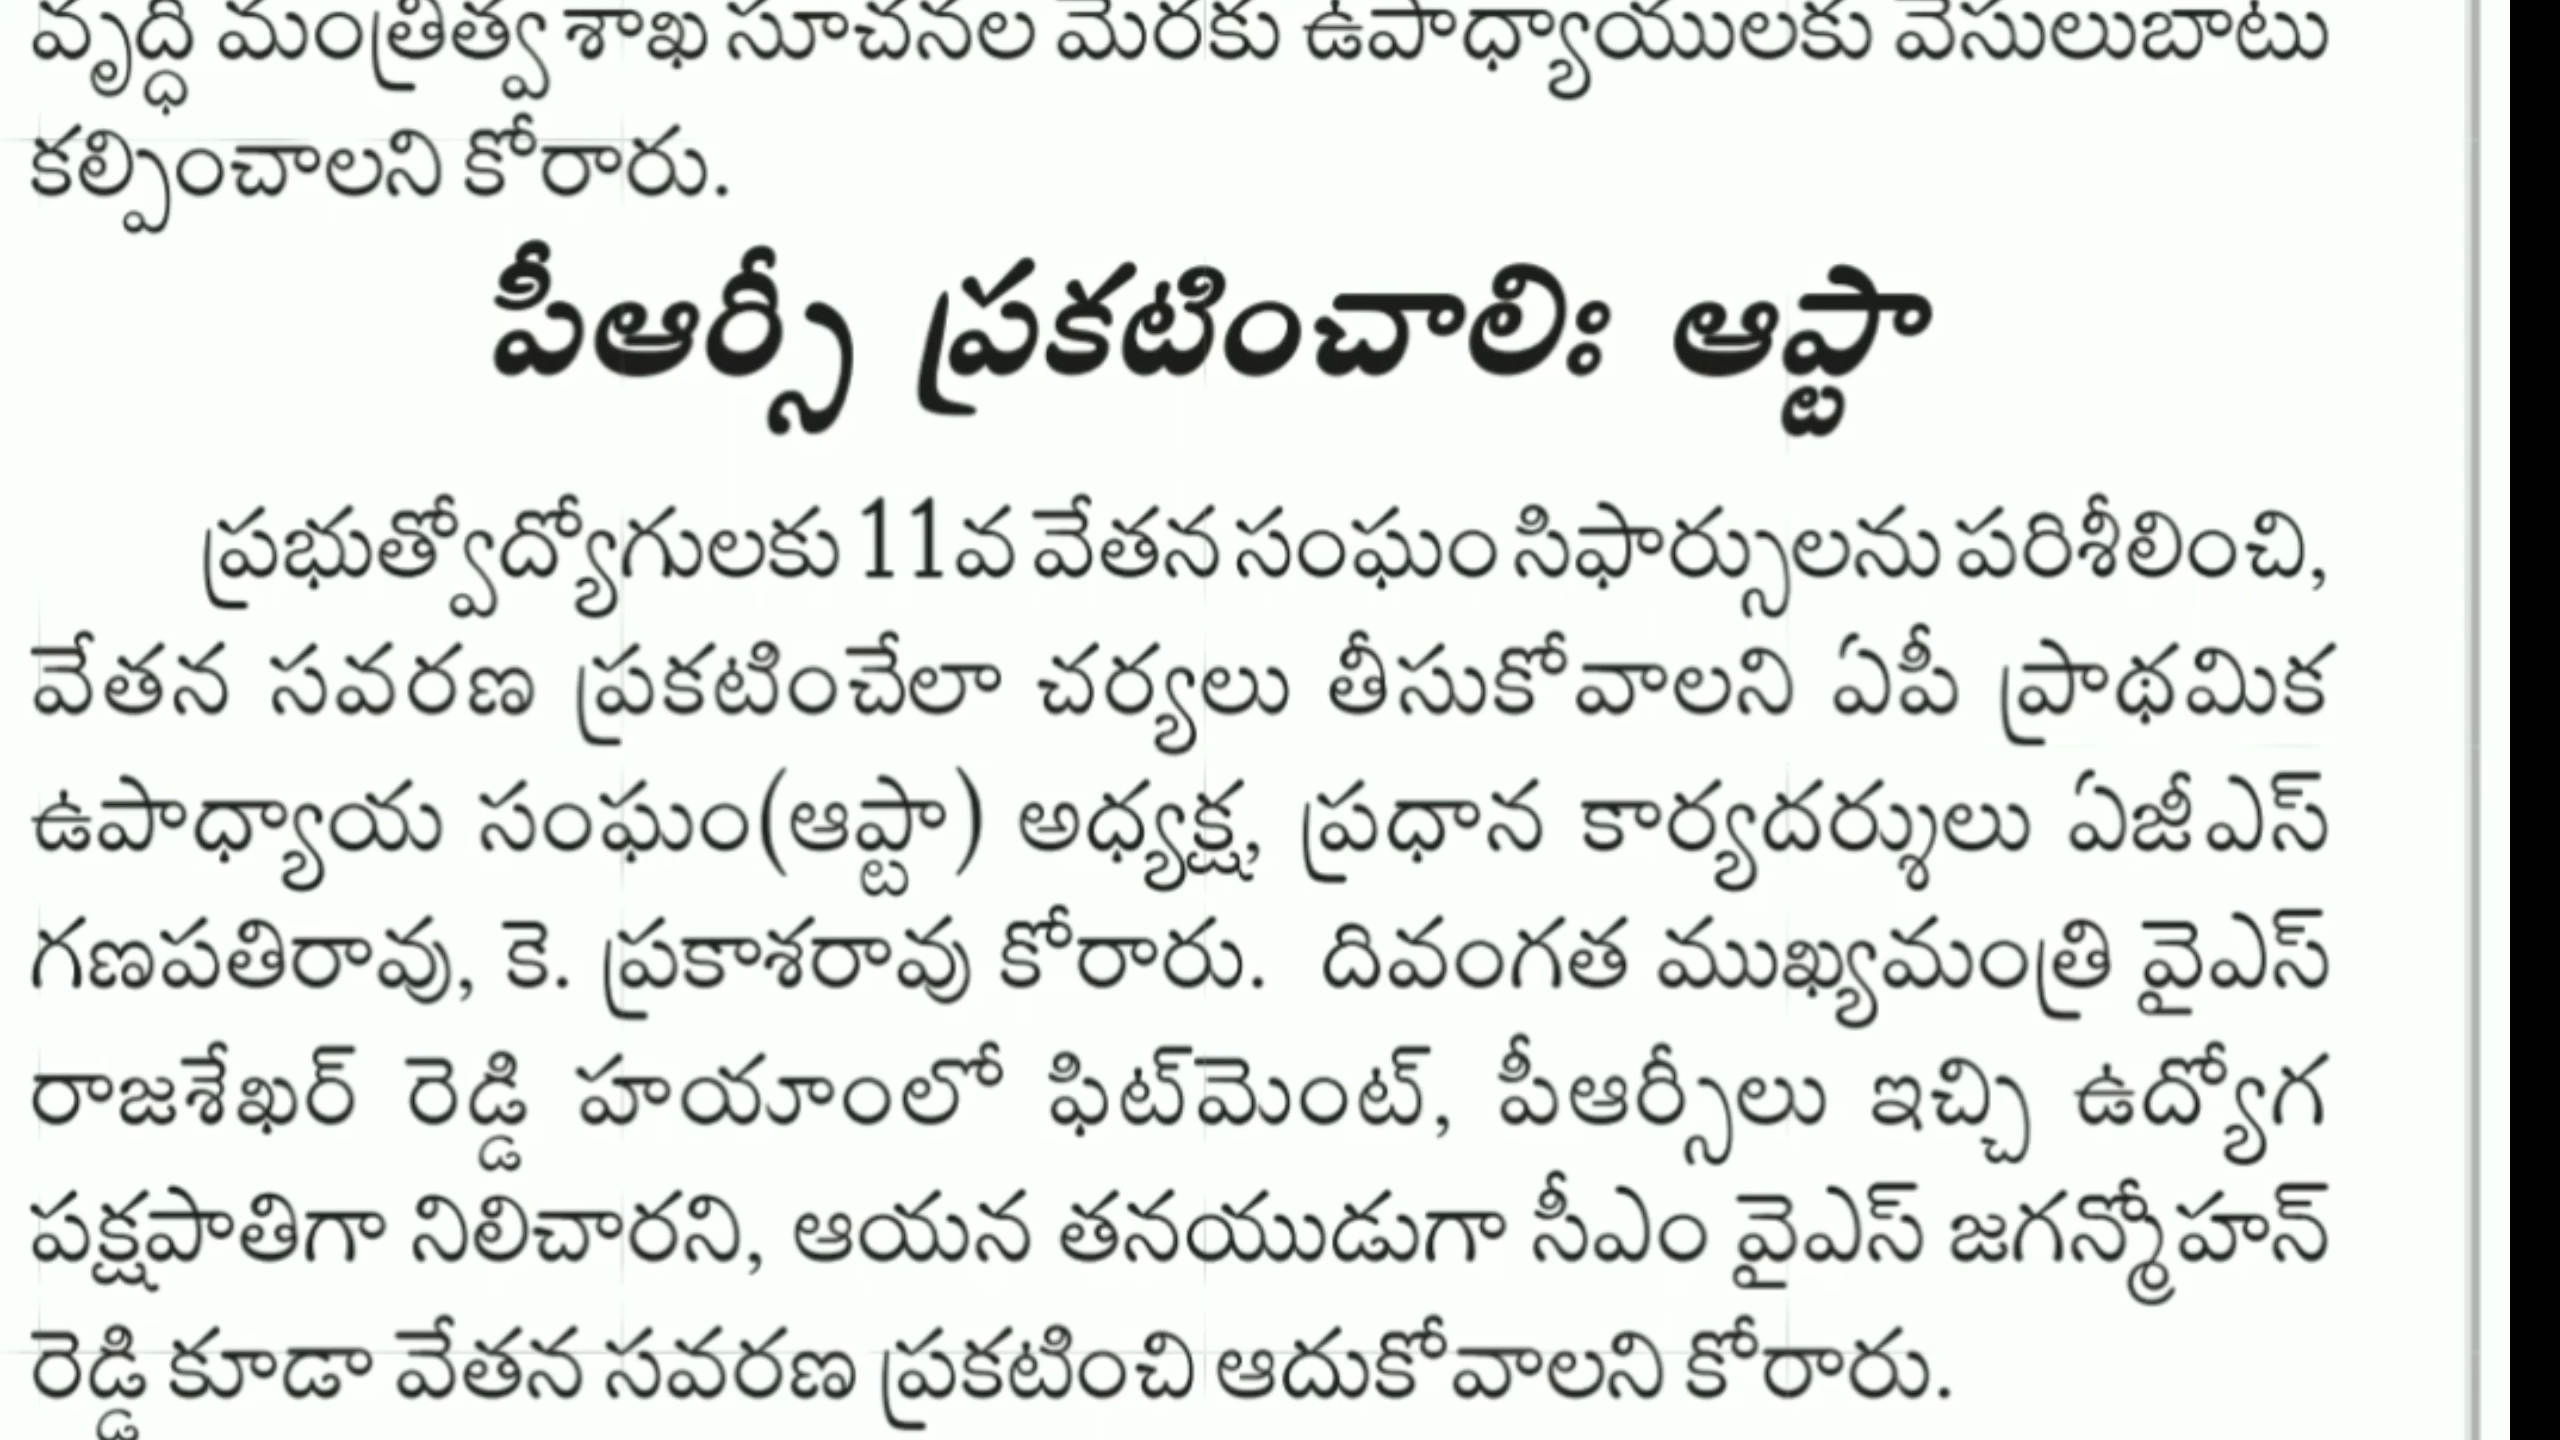 వృద్ధి మంత్రిత్వ శాఖ సూచనల మేరకు ఉపాధ్యాయులకు వెసులుబాటు
కల్పించాలని కోరారు.
పీఆర్సీ ప్రకటించాలిః ఆప్టా
ప్రభుత్వోద్యోగులకు 11వ వేతన సంఘం సిఫార్సులను పరిశీలించి,
వేతన సవరణ ప్రకటించేలా చర్యలు తీసుకోవాలని ఏపీ ప్రాథమిక
ఉపాధ్యాయ సంఘం(ఆప్టా) అధ్యక్ష, ప్రధాన కార్యదర్శులు ఏజీఎస్
గణపతిరావు, కె. ప్రకాశరావు కోరారు. దివంగత ముఖ్యమంత్రి వైఎస్
రాజశేఖర్ రెడ్డి హయాంలో ఫిట్‌మెంట్, పీఆర్సీలు ఇచ్చి ఉద్యోగ
పక్షపాతిగా నిలిచారని, ఆయన తనయుడుగా సీఎం వైఎస్ జగన్మోహన్
రెడ్డి కూడా వేతన సవరణ ప్రకటించి ఆదుకోవాలని కోరారు.